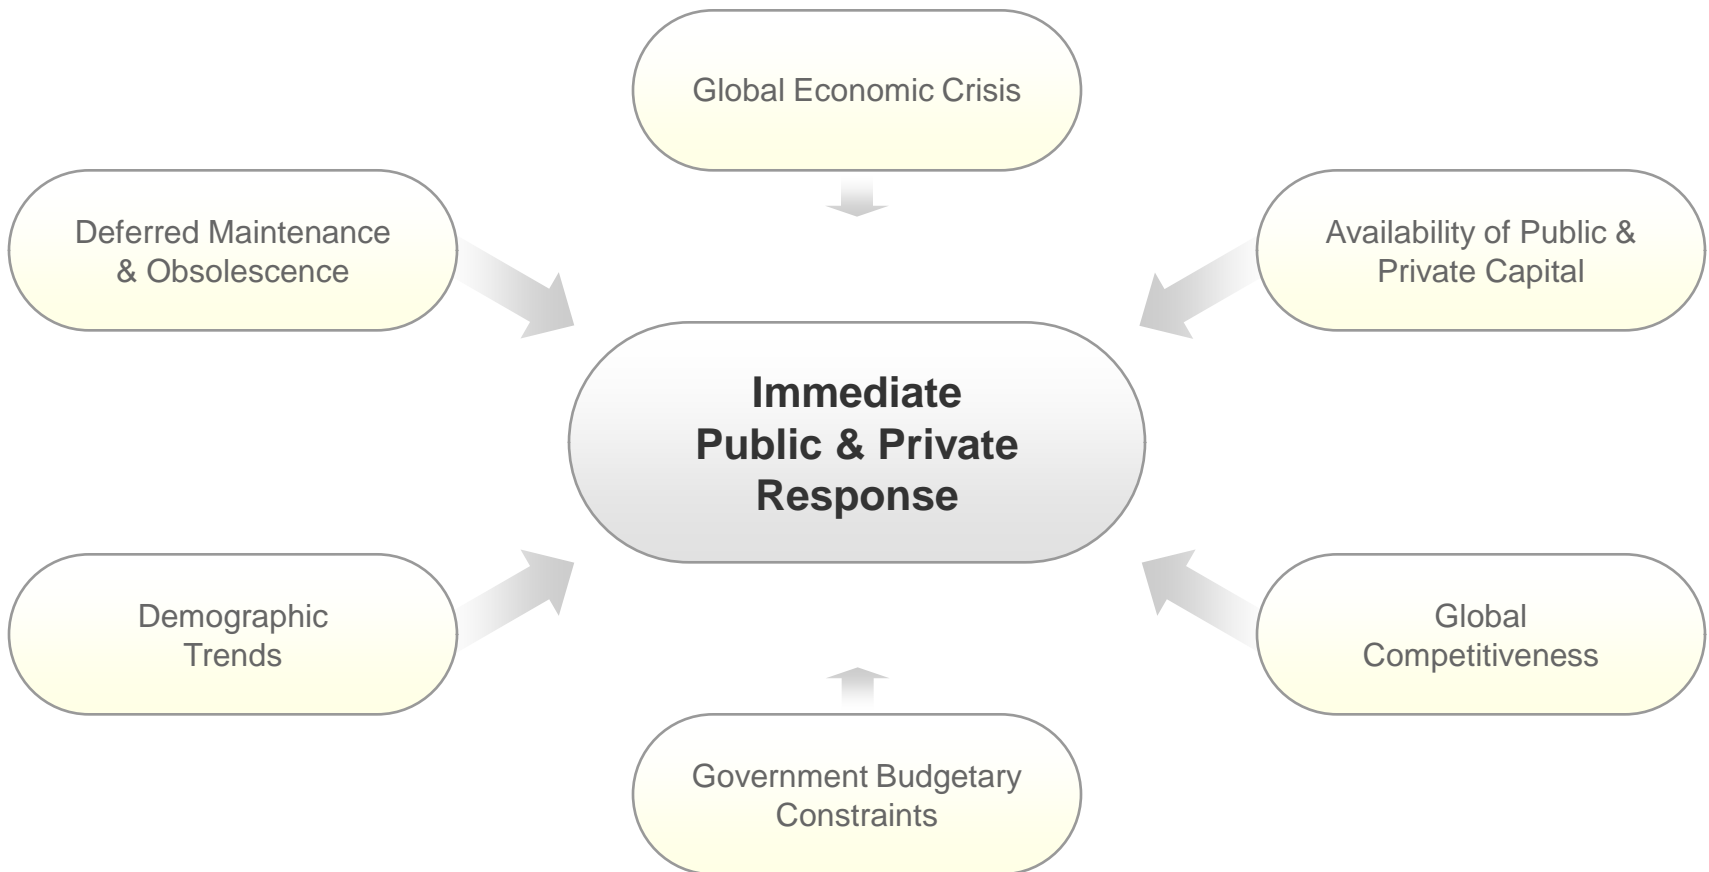 Global Economic Crisis
Deferred Maintenance
& Obsolescence
Availability of Public &
Private Capital
Immediate
Public & Private
Response
Demographic
Trends
Global
Competitiveness
Government Budgetary
Constraints